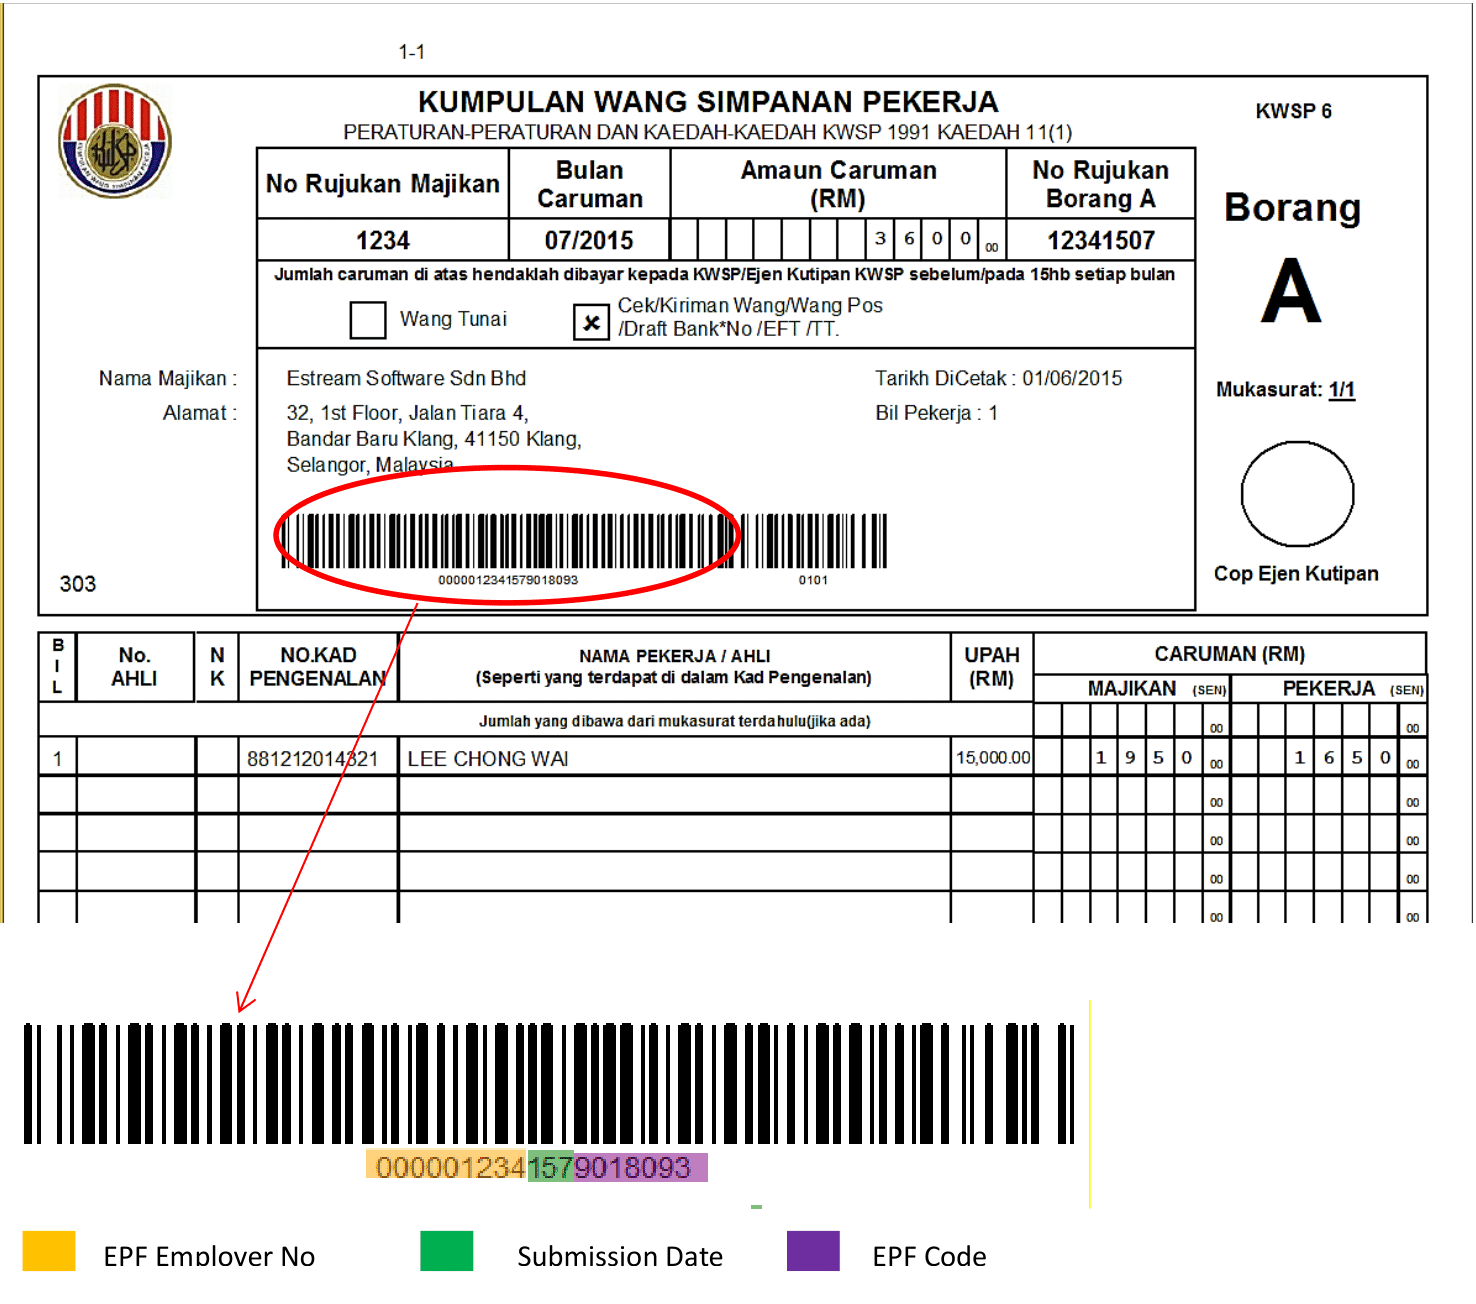 1-1
KUMPULAN WANG SIMPANAN PEKERJA
PERATURAN-PERATURAN DAN KAEDAH-KAEDAH KWSP 1991 KAEDAH 11(1)
KWSP 6
No Rujukan Majikan
Bulan Caruman
Amaun Caruman (RM)
No Rujukan Borang A
1234
07/2015
3 6 0 0 00
12341507
Borang
A
Jumlah caruman di atas hendaklah dibayar kepada KWSP/Ejen Kutipan KWSP sebelum/pada 15hb setiap bulan
Wang Tunai
x
Cek/Kiriman Wang/Wang Pos
/Draft Bank*No /EFT /TT.
Nama Majikan :
Estream Software Sdn Bhd
Tarikh DiCetak : 01/06/2015
Mukasurat: 1/1
Alamat :
32, 1st Floor, Jalan Tiara 4,
Bil Pekerja : 1
Bandar Baru Klang, 41150 Klang,
Selangor, Malaysia
0000012341579018093
0101
Cop Ejen Kutipan
303
BIL
No. AHLI
NK
NO.KAD PENGENALAN
NAMA PEKERJA / AHLI
(Seperti yang terdapat di dalam Kad Pengenalan)
UPAH (RM)
CARUMAN (RM)
MAJIKAN (SEN)
PEKERJA (SEN)
Jumlah yang dibawa dari mukasurat terdahulu(jika ada)
00
00
1
881212014321
LEE CHONG WAI
15,000.00
1 9 5 0 00
1 6 5 0 00
00
00
00
00
00
00
00
00
0000012341579018093
EPF Employer No
Submission Date
EPF Code